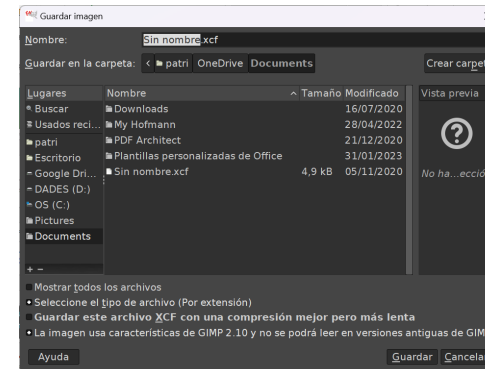 Guardar imagen
Nombre: Sin nombre.xcf
Guardar en la carpeta: < patri OneDrive Documents Crear carpet
Lugares Nombre Tamaño Modificado Vista previa
Buscar Downloads 16/07/2020
Usados reci... My Hofmann 28/04/2022
patri PDF Architect 21/12/2020
Escritorio Plantillas personalizadas de Office 31/01/2023
Google Dri... Sin nombre.xcf 4,9 kB 05/11/2020 No ha...ecció
DADES (D:)
OS (C:)
Pictures
Documents
+ −
Mostrar todos los archivos
Seleccione el tipo de archivo (Por extensión)
Guardar este archivo XCF con una compresión mejor pero más lenta
La imagen usa características de GIMP 2.10 y no se podrá leer en versiones antiguas de GIM
Ayuda Guardar Cancela